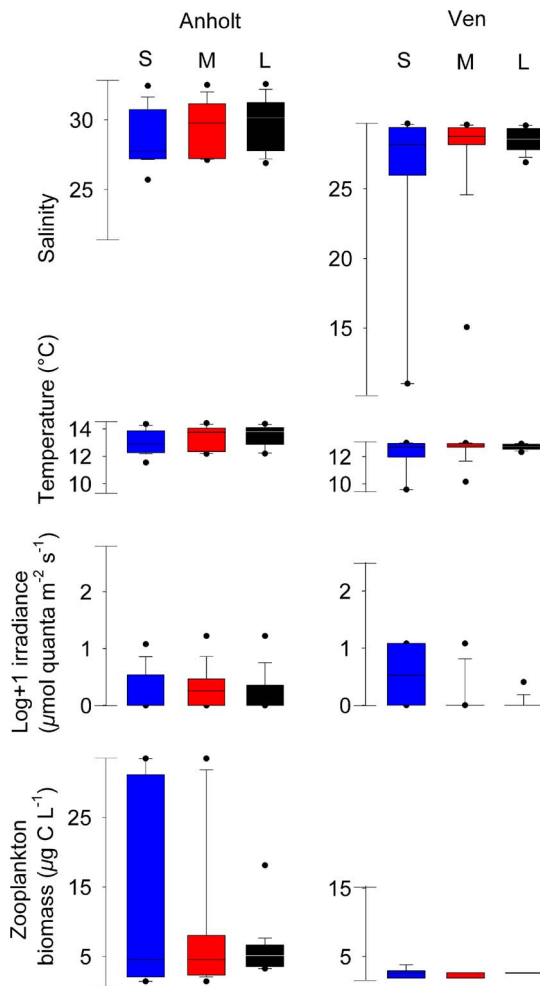 Anholt
Ven
S M L
S M L
Salinity
30
25
25
20
15
Temperature (°C)
14
12
10
12
10
Log+1 irradiance
(µmol quanta m⁻² s⁻¹)
2
1
0
2
1
0
Zooplankton
biomass (µg C L⁻¹)
25
15
5
15
5